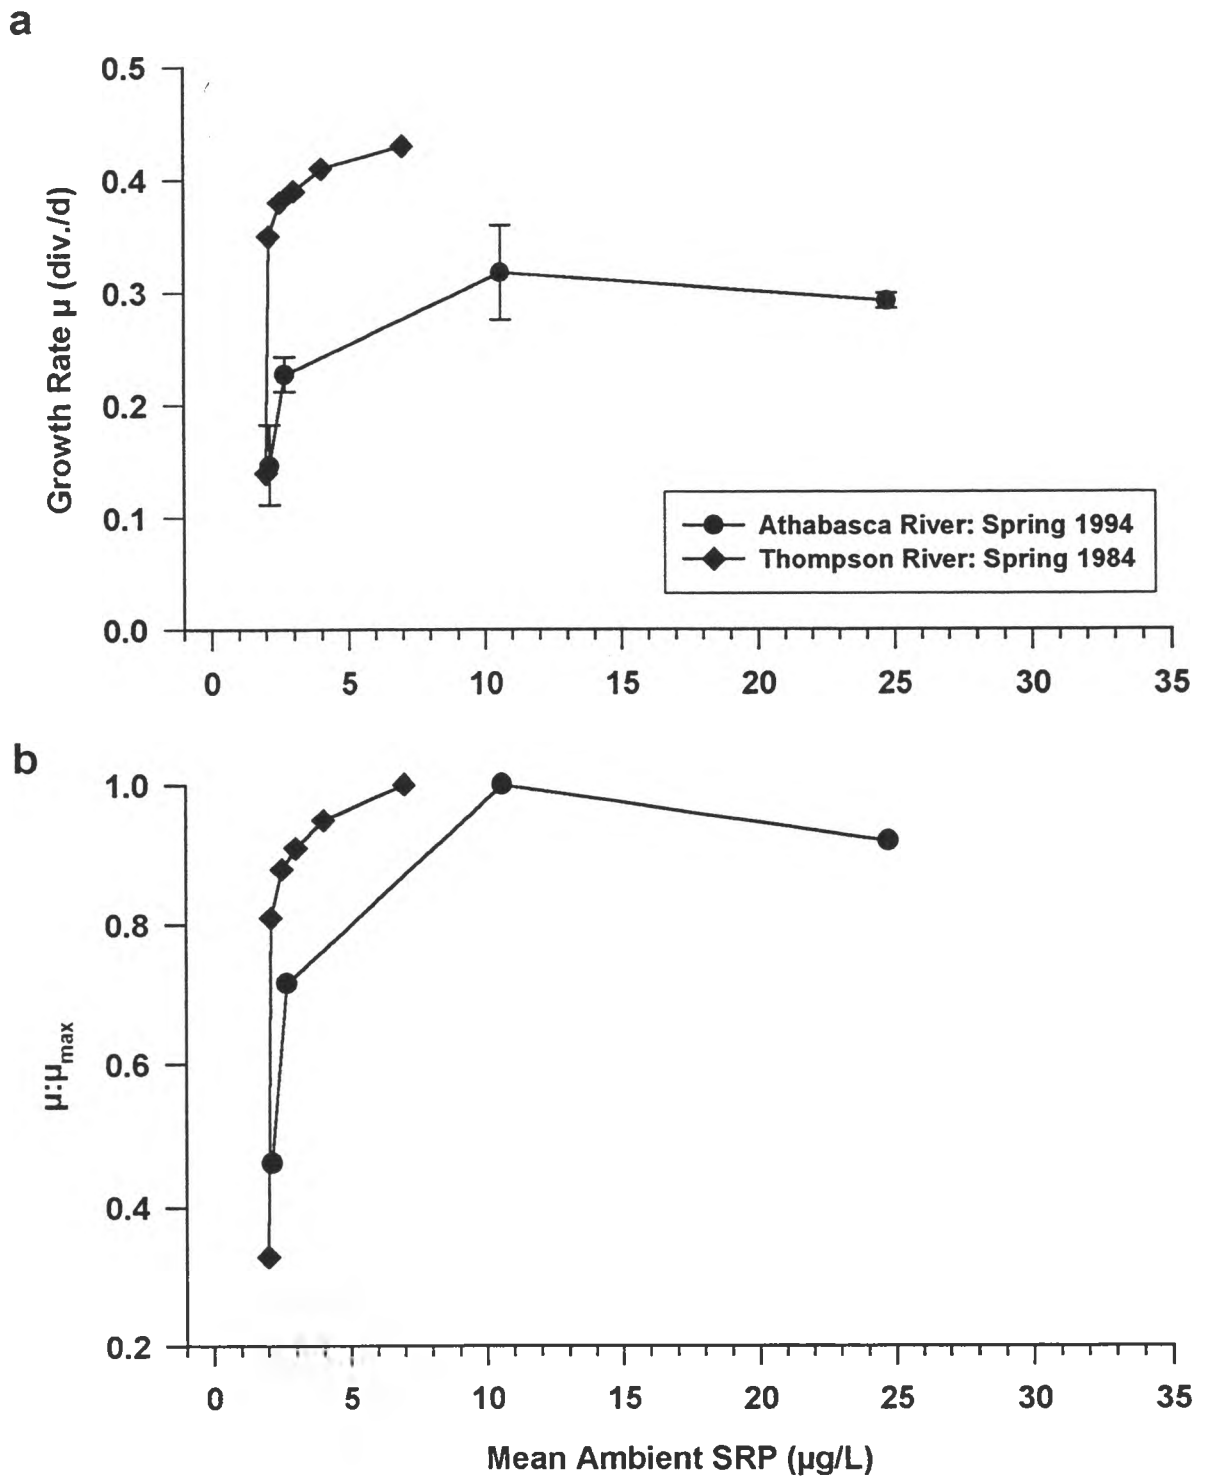 a
0.5
0.4
0.3
0.2
0.1
0.0
Growth Rate µ (div./d)
Athabasca River: Spring 1994
Thompson River: Spring 1984
0 5 10 15 20 25 30 35
b
1.0
0.8
0.6
0.4
0.2
µ:µmax
0 5 10 15 20 25 30 35
Mean Ambient SRP (µg/L)